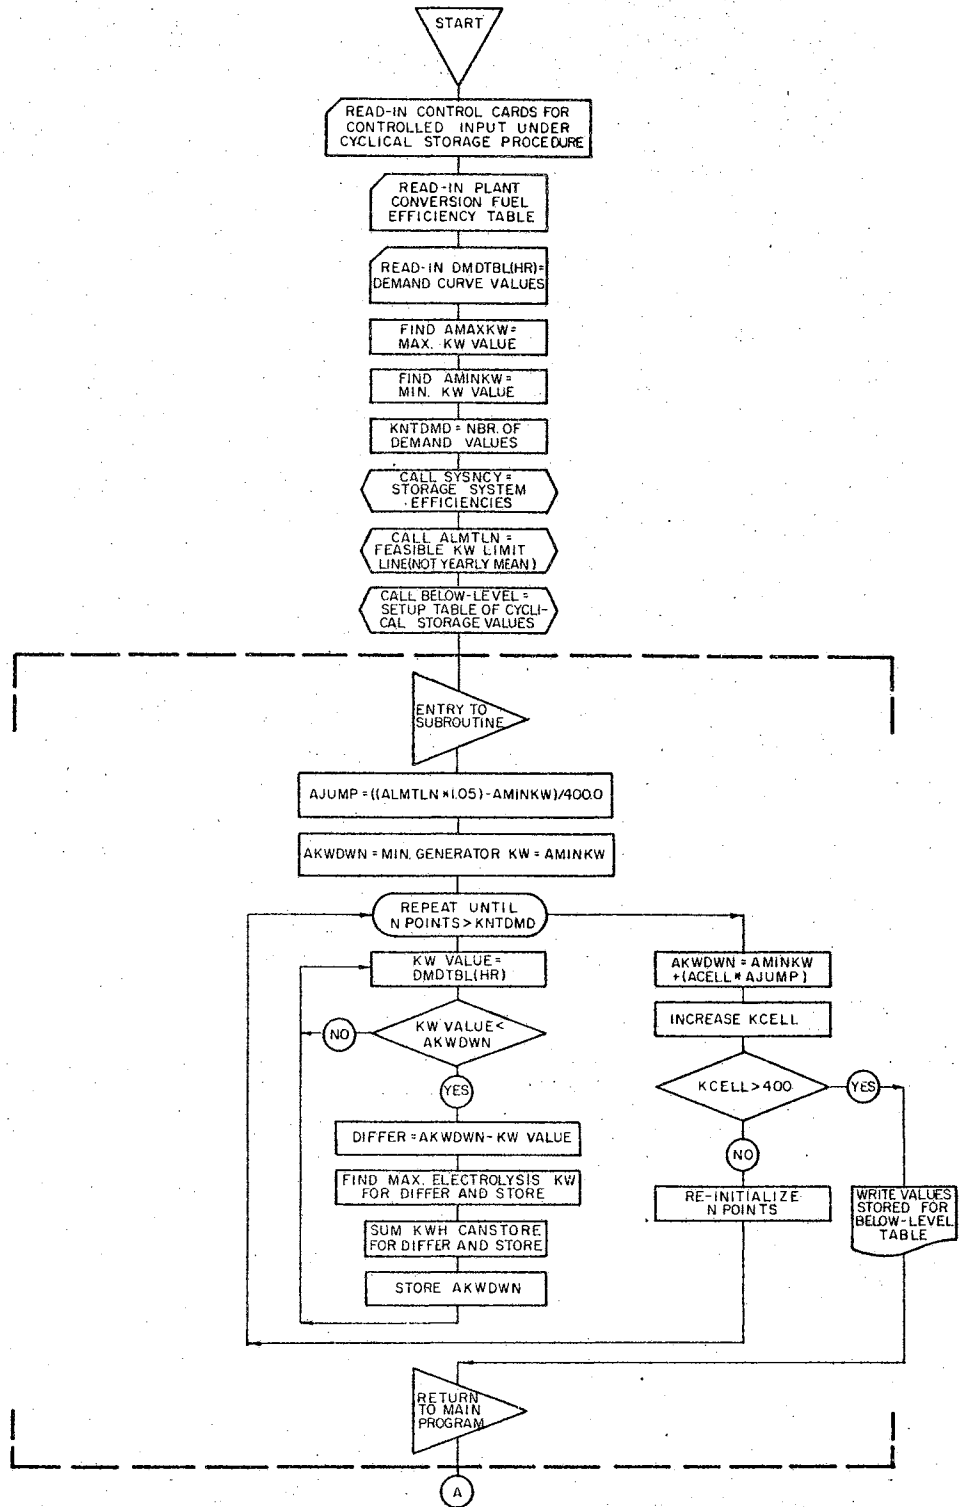 START
READ-IN CONTROL CARDS FOR
CONTROLLED INPUT UNDER
CYCLICAL STORAGE PROCEDURE
READ-IN PLANT
CONVERSION FUEL
EFFICIENCY TABLE
READ-IN DMDTBL(HR)=
DEMAND CURVE VALUES
FIND AMAXKW=
MAX. KW VALUE
FIND AMINKW=
MIN. KW VALUE
KNTDMD = NBR. OF
DEMAND VALUES
CALL SYSNCY =
STORAGE SYSTEM
EFFICIENCIES
CALL ALMTLN =
FEASIBLE KW LIMIT
LINE(NOT YEARLY MEAN)
CALL BELOW-LEVEL =
SETUP TABLE OF CYCLI-
CAL STORAGE VALUES
ENTRY TO
SUBROUTINE
AJUMP = ((ALMTLN*1.05)-AMINKW)/400.0
AKWDWN = MIN. GENERATOR KW = AMINKW
REPEAT UNTIL
N POINTS > KNTDMD
KW VALUE =
DMDTBL(HR)
KW VALUE <
AKWDWN
NO
YES
DIFFER = AKWDWN - KW VALUE
FIND MAX. ELECTROLYSIS KW
FOR DIFFER AND STORE
SUM KWH CANSTORE
FOR DIFFER AND STORE
STORE AKWDWN
AKWDWN = AMINKW
+(ACELL * AJUMP)
INCREASE KCELL
KCELL > 400
YES
NO
RE-INITIALIZE
N POINTS
WRITE VALUES
STORED FOR
BELOW-LEVEL
TABLE
RETURN
TO MAIN
PROGRAM
A